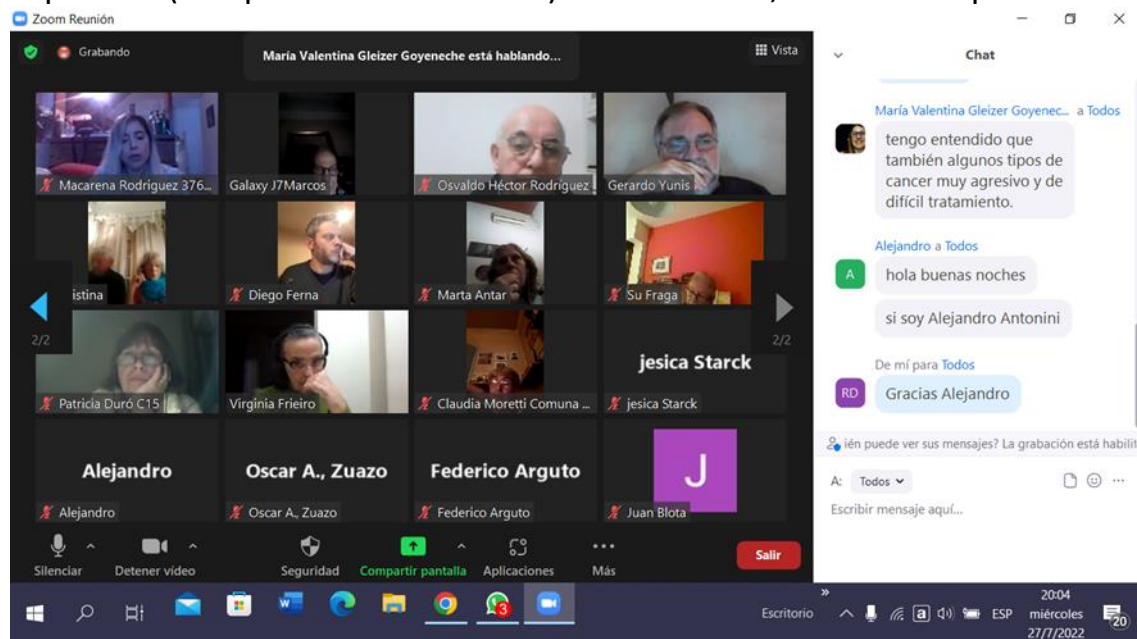 Zoom Reunión
Grabando
María Valentina Gleizer Goyeneche está hablando...
Vista
Macarena Rodriguez 376...
Galaxy J7Marcos
Osvaldo Héctor Rodríguez
Gerardo Yunis
istina
Diego Ferna
Marta Antar
Su Fraga
2/2
2/2
Patricia Duró C15
Virginia Frieiro
Claudia Moretti Comuna ...
jesica Starck
jesica Starck
Alejandro
Alejandro
Oscar A., Zuazo
Oscar A., Zuazo
Federico Arguto
Federico Arguto
J
Juan Blota
Silenciar
Detener vídeo
Seguridad
Compartir pantalla
Aplicaciones
Más
Salir
Chat
María Valentina Gleizer Goyenec... a Todos
tengo entendido que
también algunos tipos de
cancer muy agresivo y de
difícil tratamiento.
Alejandro a Todos
A
hola buenas noches
si soy Alejandro Antonini
De mí para Todos
RD
Gracias Alejandro
ién puede ver sus mensajes? La grabación está habilit
A: Todos
Escribir mensaje aquí...
3
Escritorio
ESP
20:04
miércoles
27/7/2022
20